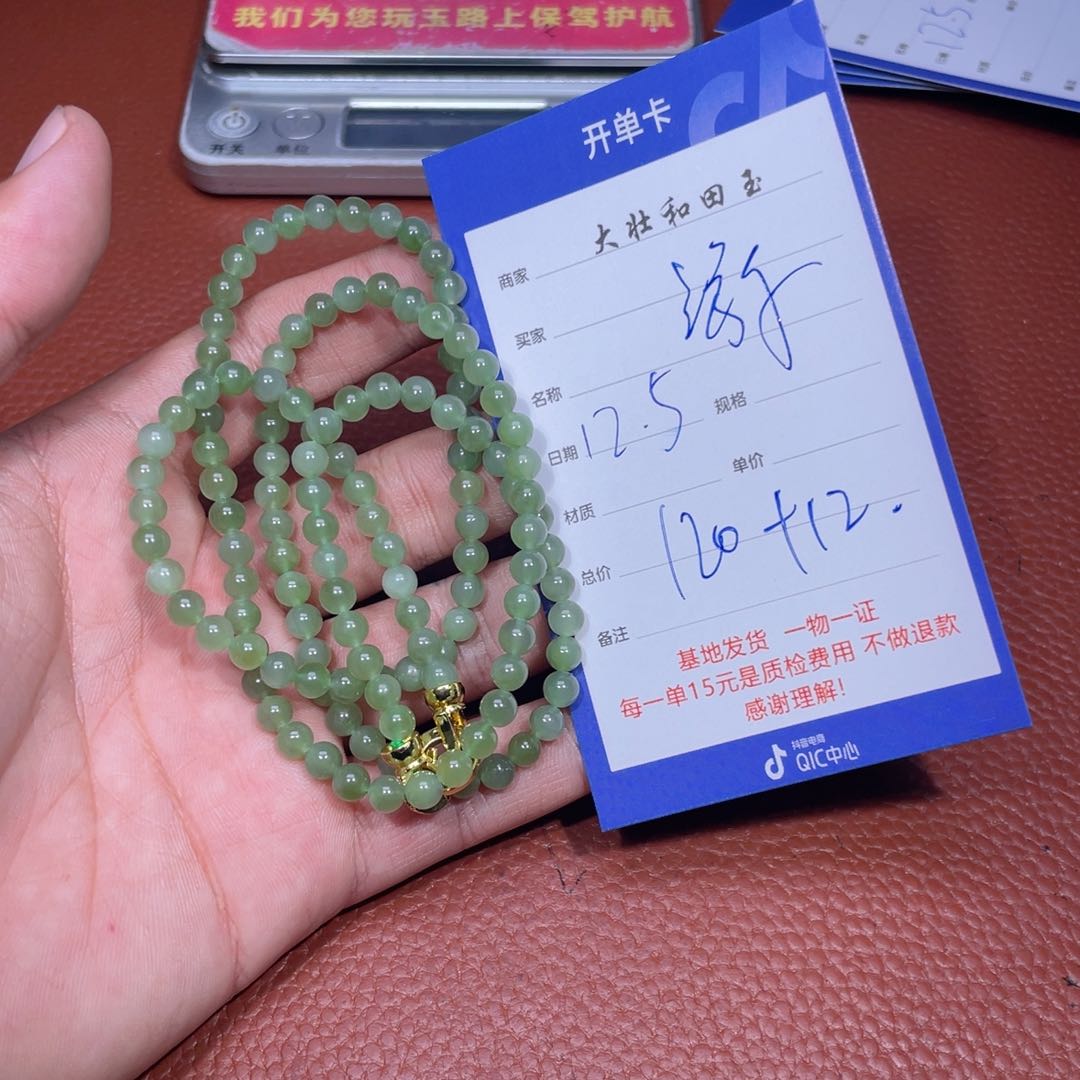 我们为您玩玉路上保驾护航
开关
单位
12.5
开单卡
商家 大壮和田玉
买家
名称
日期 12.5 规格
材质 单价
总价 120+12.
备注
基地发货 一物一证
每一单15元是质检费用 不做退款
感谢理解!
抖音电商
QIC中心